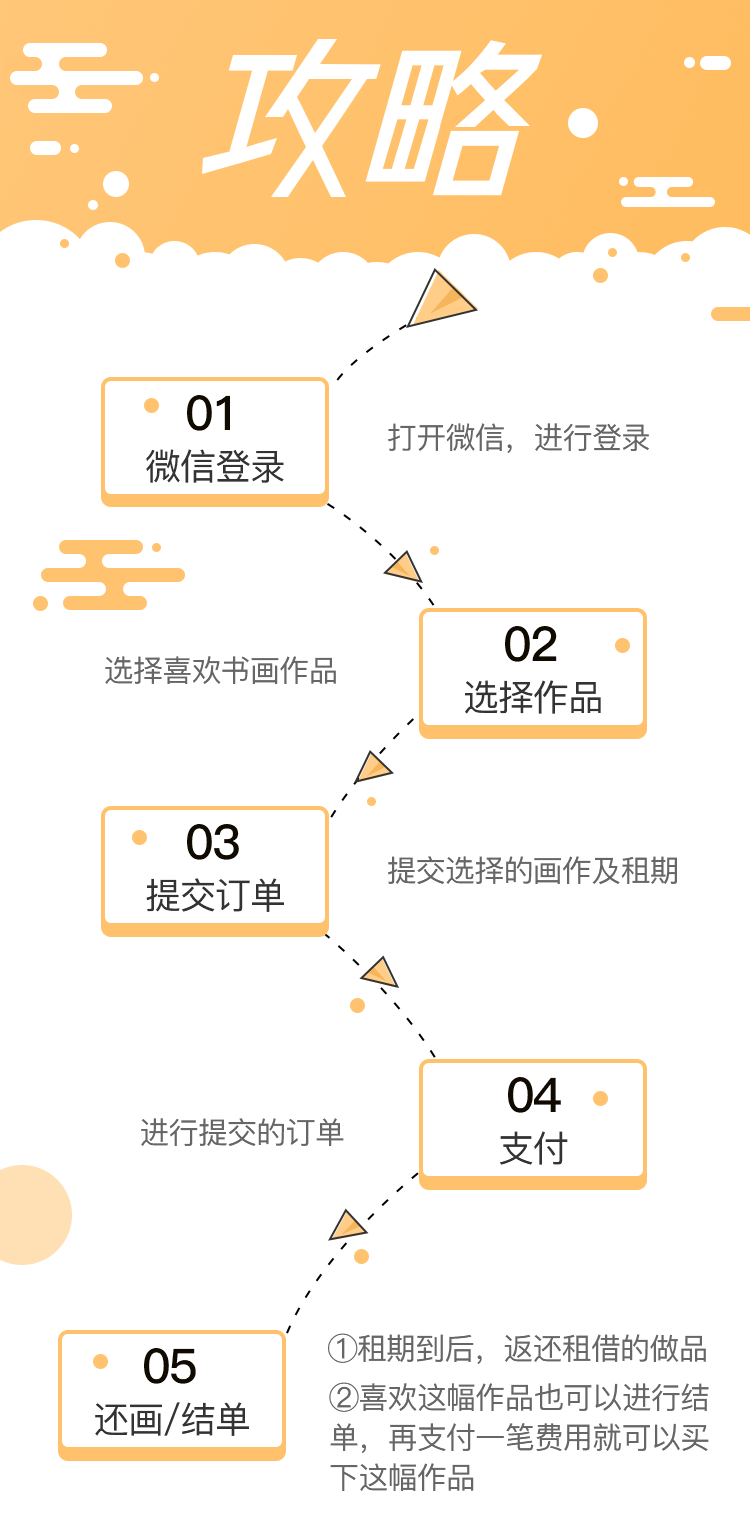 攻略
01
微信登录
打开微信，进行登录
02
选择作品
选择喜欢书画作品
03
提交订单
提交选择的画作及租期
04
支付
进行提交的订单
05
还画/结单
①租期到后，返还租借的做品
②喜欢这幅作品也可以进行结
单，再支付一笔费用就可以买
下这幅作品